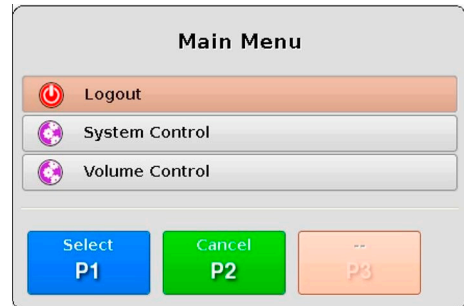 Main Menu
Logout
System Control
Volume Control
Select Cancel --
P1 P2 P3